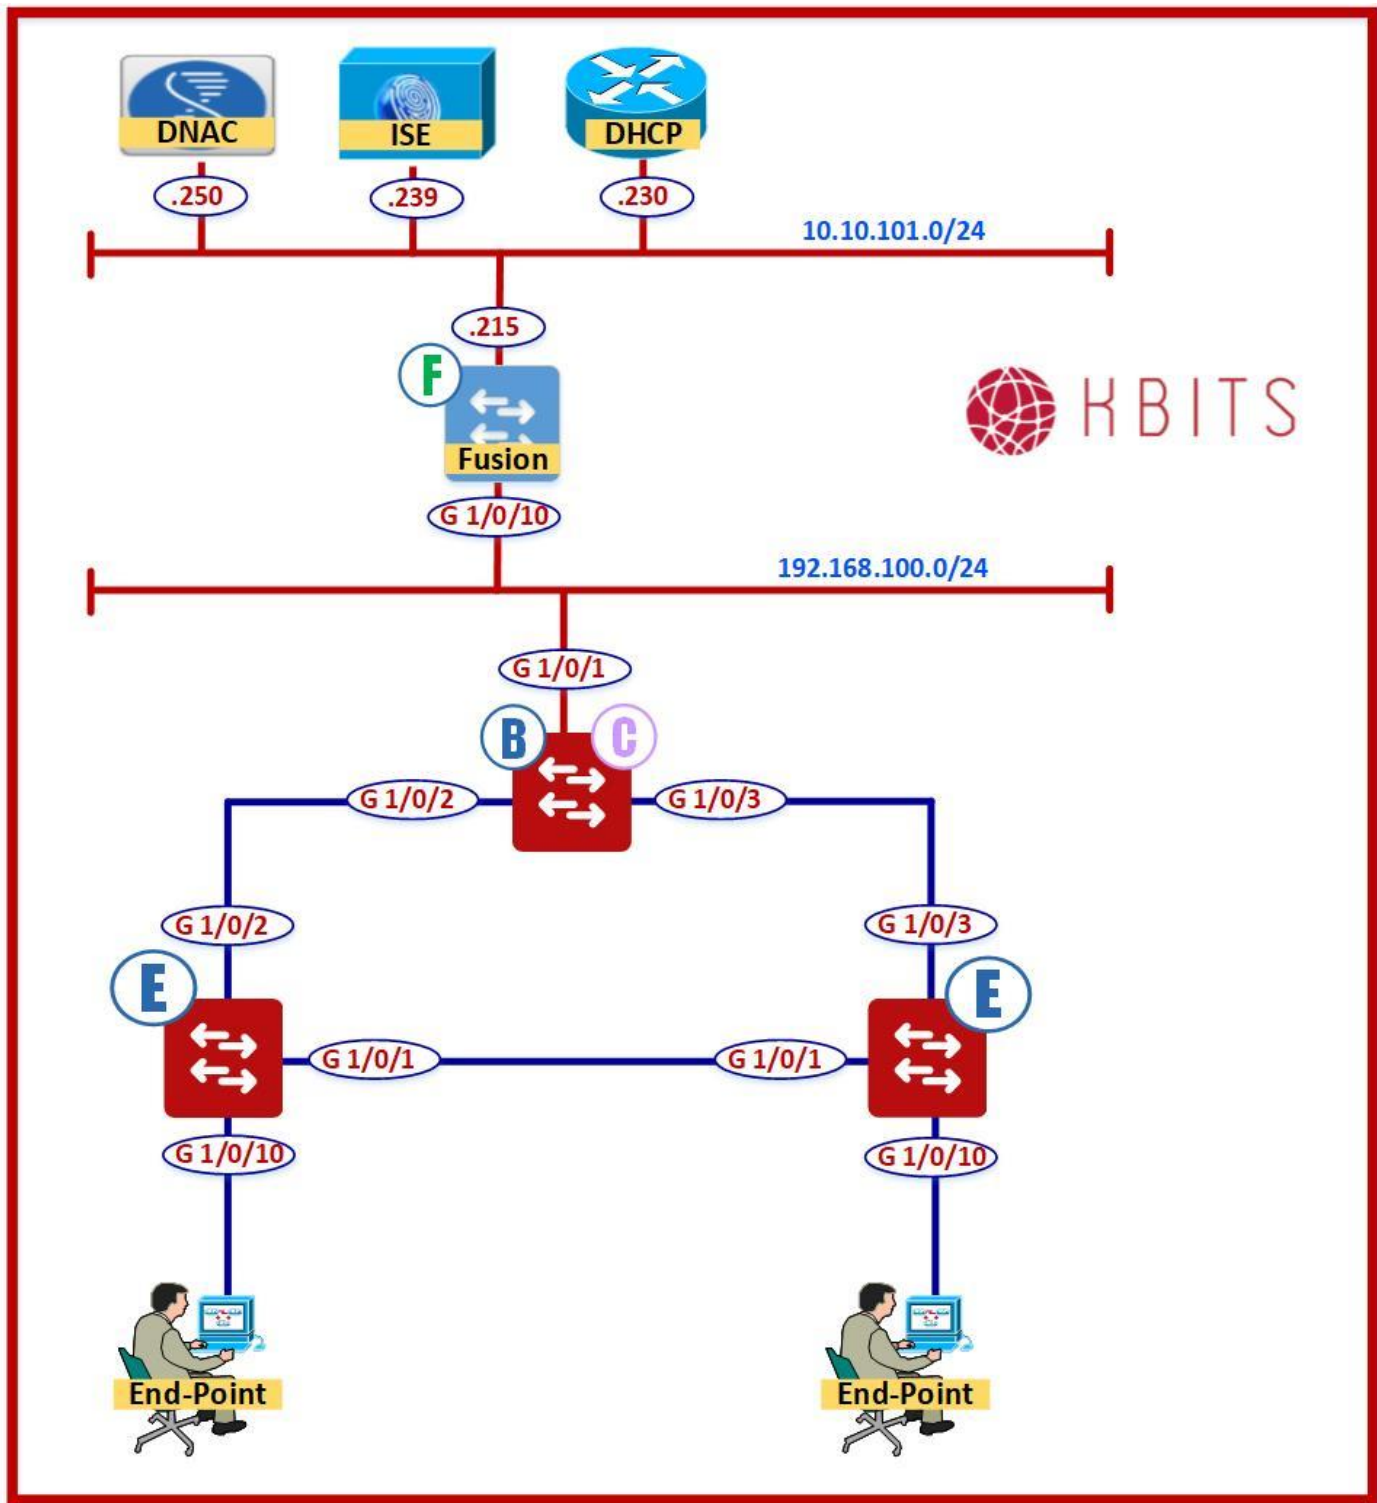 DNAC
ISE
DHCP
.250
.239
.230
10.10.101.0/24
.215
F
Fusion
KBITS
G 1/0/10
192.168.100.0/24
G 1/0/1
B
C
G 1/0/2
G 1/0/3
G 1/0/2
G 1/0/3
E
E
G 1/0/1
G 1/0/1
G 1/0/10
G 1/0/10
End-Point
End-Point